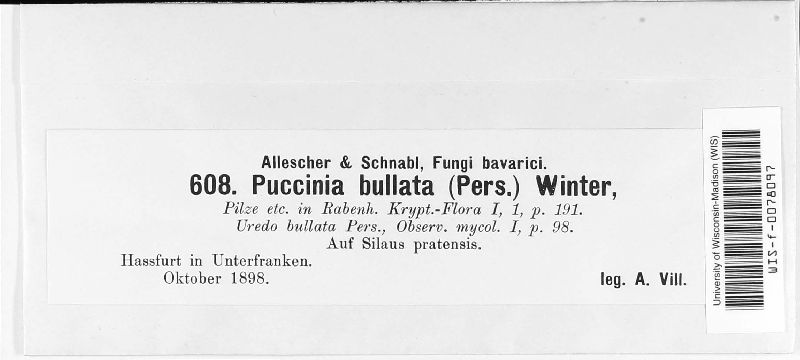 Allescher & Schnabl, Fungi bavarici.
608. Puccinia bullata (Pers.) Winter,
Pilze etc. in Rabenh. Krypt.-Flora I, 1, p. 191.
Uredo bullata Pers., Observ. mycol. I, p. 98.
Auf Silaus pratensis.
Hassfurt in Unterfranken.
Oktober 1898.
leg. A. Vill.
University of Wisconsin-Madison (WIS)
WIS-f-0078097